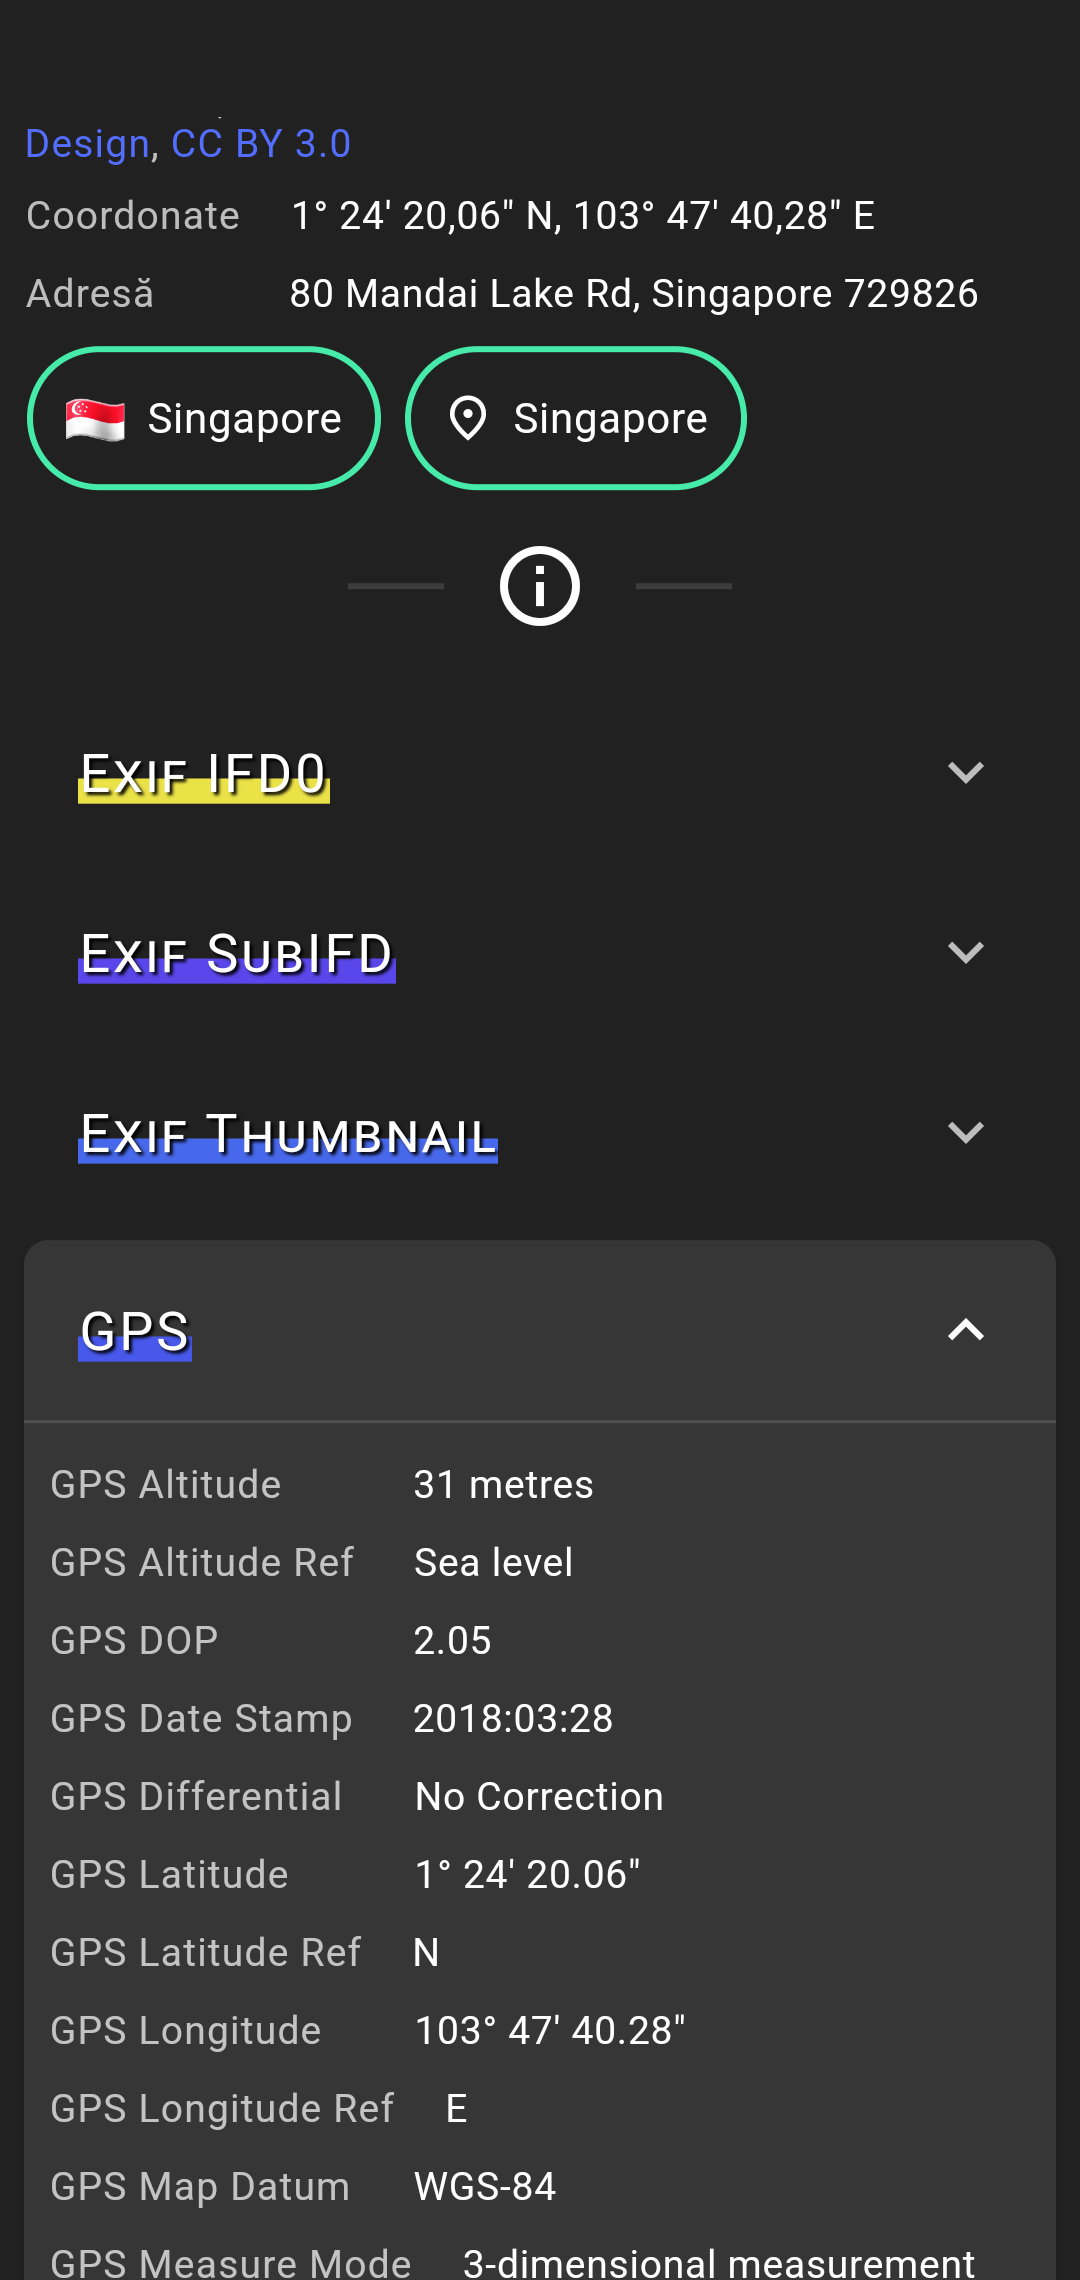 Design, CC BY 3.0
Coordonate 1° 24' 20,06" N, 103° 47' 40,28" E
Adresă 80 Mandai Lake Rd, Singapore 729826
Singapore Singapore
Exif IFD0
Exif SubIFD
Exif Thumbnail
GPS
GPS Altitude 31 metres
GPS Altitude Ref Sea level
GPS DOP 2.05
GPS Date Stamp 2018:03:28
GPS Differential No Correction
GPS Latitude 1° 24' 20.06"
GPS Latitude Ref N
GPS Longitude 103° 47' 40.28"
GPS Longitude Ref E
GPS Map Datum WGS-84
GPS Measure Mode 3-dimensional measurement